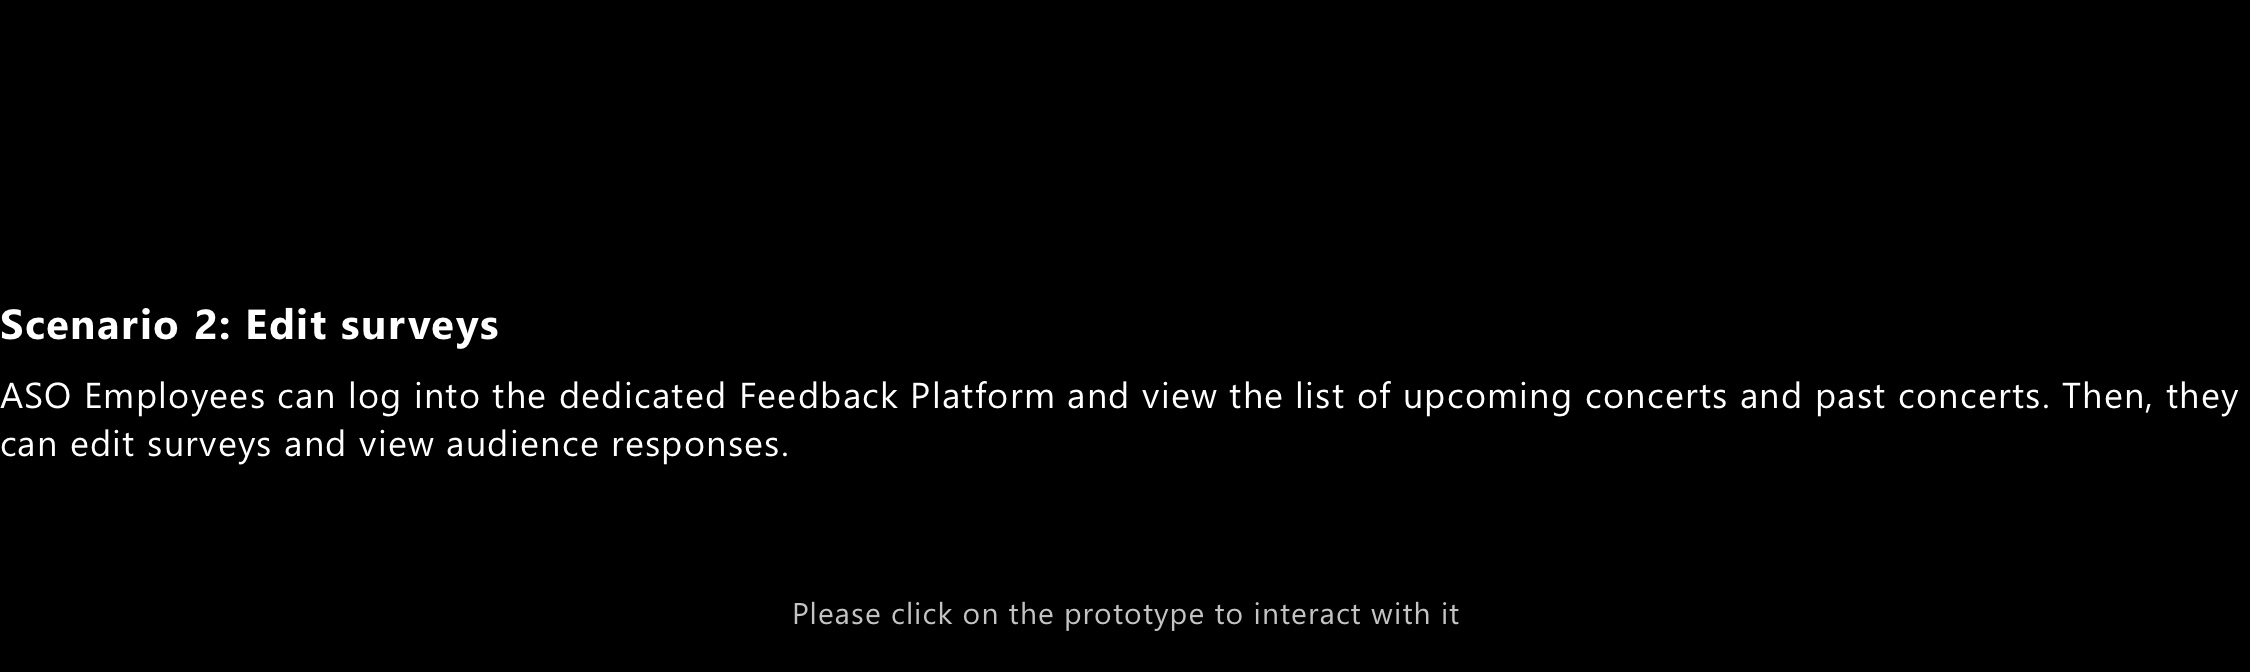 Scenario 2: Edit surveys
ASO Employees can log into the dedicated Feedback Platform and view the list of upcoming concerts and past concerts. Then, they
can edit surveys and view audience responses.
Please click on the prototype to interact with it